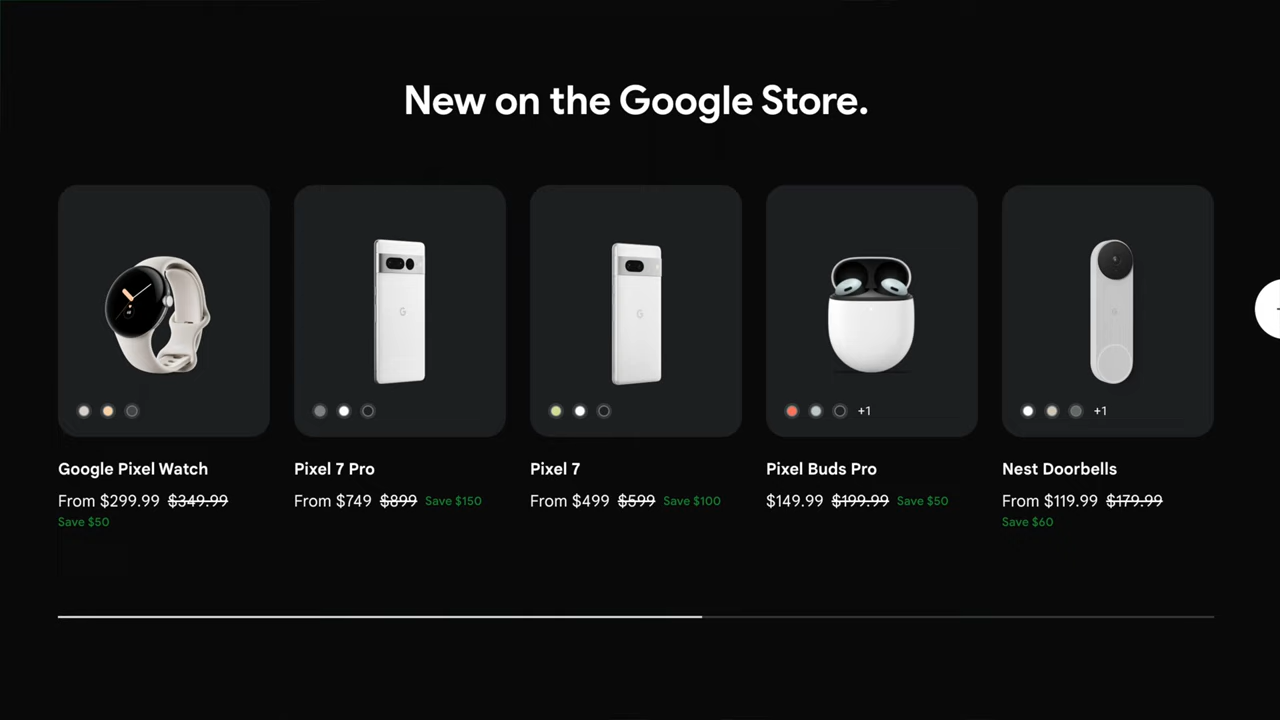 New on the Google Store.
+1
+1
Google Pixel Watch
From $299.99 $349.99
Save $50
Pixel 7 Pro
From $749 $899 Save $150
Pixel 7
From $499 $599 Save $100
Pixel Buds Pro
$149.99 $199.99 Save $50
Nest Doorbells
From $119.99 $179.99
Save $60